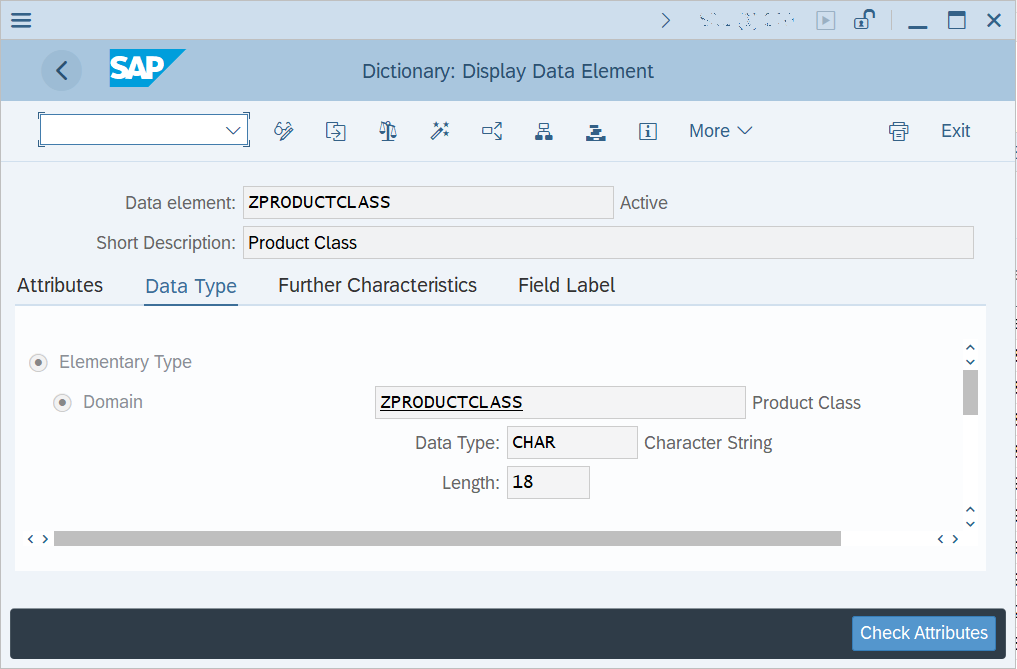 SAP
Dictionary: Display Data Element
More
Exit
Data element: ZPRODUCTCLASS Active
Short Description: Product Class
Attributes Data Type Further Characteristics Field Label
Elementary Type
Domain ZPRODUCTCLASS Product Class
Data Type: CHAR Character String
Length: 18
Check Attributes